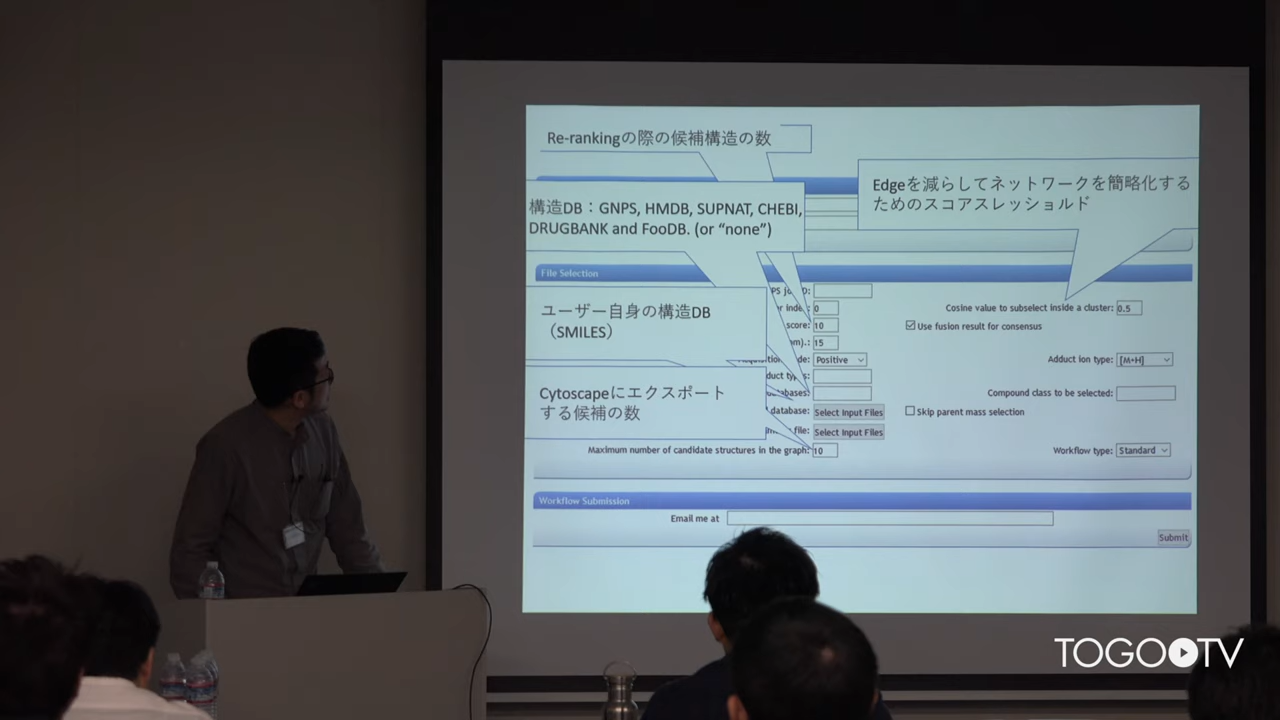 Re-rankingの際の候補構造の数
Edgeを減らしてネットワークを簡略化する
ためのスコアスレッショルド
構造DB：GNPS, HMDB, SUPNAT, CHEBI,
DRUGBANK and FooDB. (or “none”)
File Selection
ユーザー自身の構造DB
（SMILES）
Cytoscapeにエクスポート
する候補の数
0
Cosine value to subselect inside a cluster: 0.5
score: 10
Use fusion result for consensus
15
Positive
Adduct ion type: [M+H]
Compound class to be selected:
database: Select Input Files
Skip parent mass selection
file: Select Input Files
Maximum number of candidate structures in the graph: 10
Workflow type: Standard
Workflow Submission
Email me at
Submit
TOGOTV